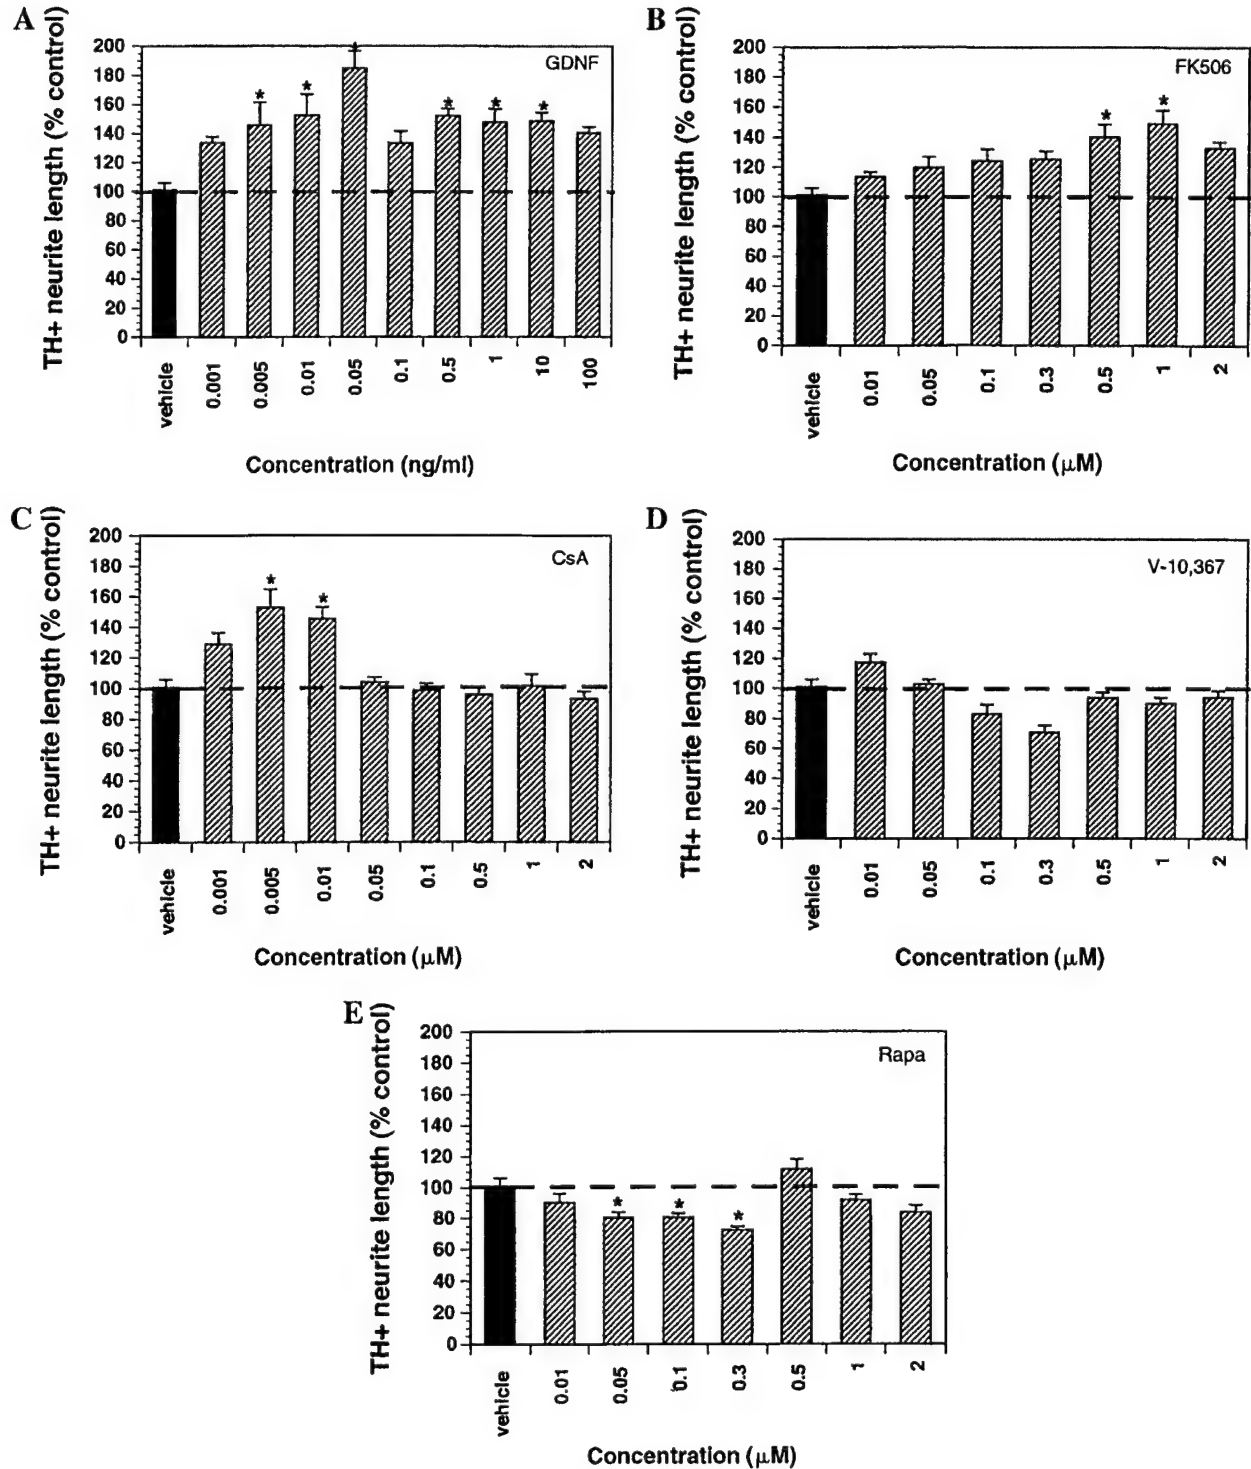 A
TH+ neurite length (% control)
200
180
160
140
120
100
80
60
40
20
0
GDNF
* * * * * *
vehicle 0.001 0.005 0.01 0.05 0.1 0.5 1 10 100
Concentration (ng/ml)
B
TH+ neurite length (% control)
200
180
160
140
120
100
80
60
40
20
0
FK506
* *
vehicle 0.01 0.05 0.1 0.3 0.5 1 2
Concentration (μM)
C
TH+ neurite length (% control)
200
180
160
140
120
100
80
60
40
20
0
CsA
* *
vehicle 0.001 0.005 0.01 0.05 0.1 0.5 1 2
Concentration (μM)
D
TH+ neurite length (% control)
200
180
160
140
120
100
80
60
40
20
0
V-10,367
vehicle 0.01 0.05 0.1 0.3 0.5 1 2
Concentration (μM)
E
TH+ neurite length (% control)
200
180
160
140
120
100
80
60
40
20
0
Rapa
* * *
vehicle 0.01 0.05 0.1 0.3 0.5 1 2
Concentration (μM)